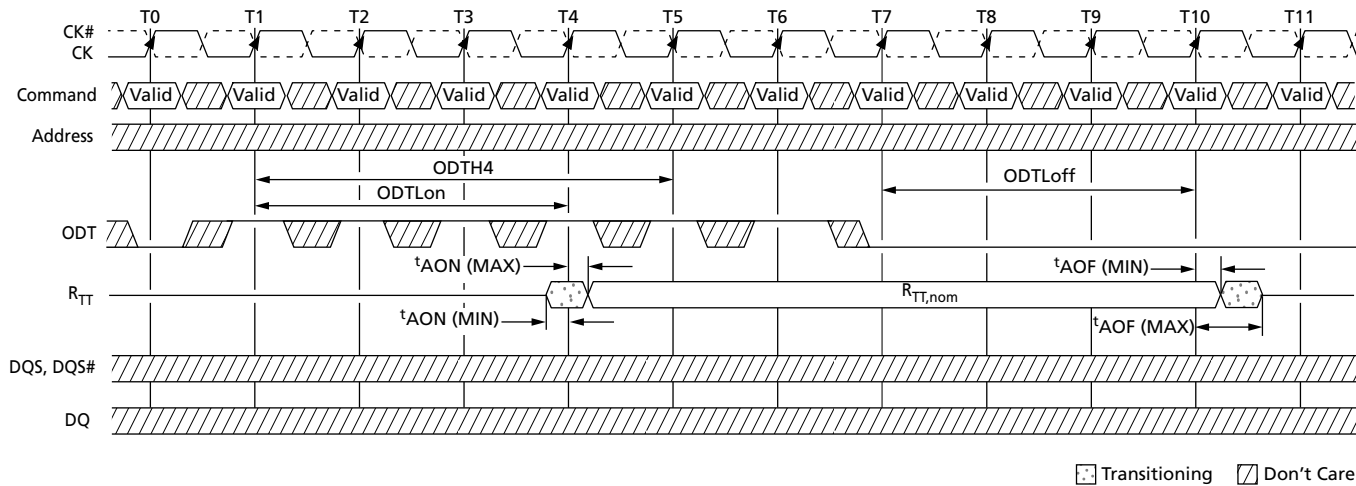 T0 T1 T2 T3 T4 T5 T6 T7 T8 T9 T10 T11
CK#
CK
Command Valid Valid Valid Valid Valid Valid Valid Valid Valid Valid Valid Valid
Address
ODTH4
ODTLoff
ODTLon
ODT
tAON (MAX) tAOF (MIN)
RTT RTT,nom
tAON (MIN) tAOF (MAX)
DQS, DQS#
DQ
Transitioning Don't Care